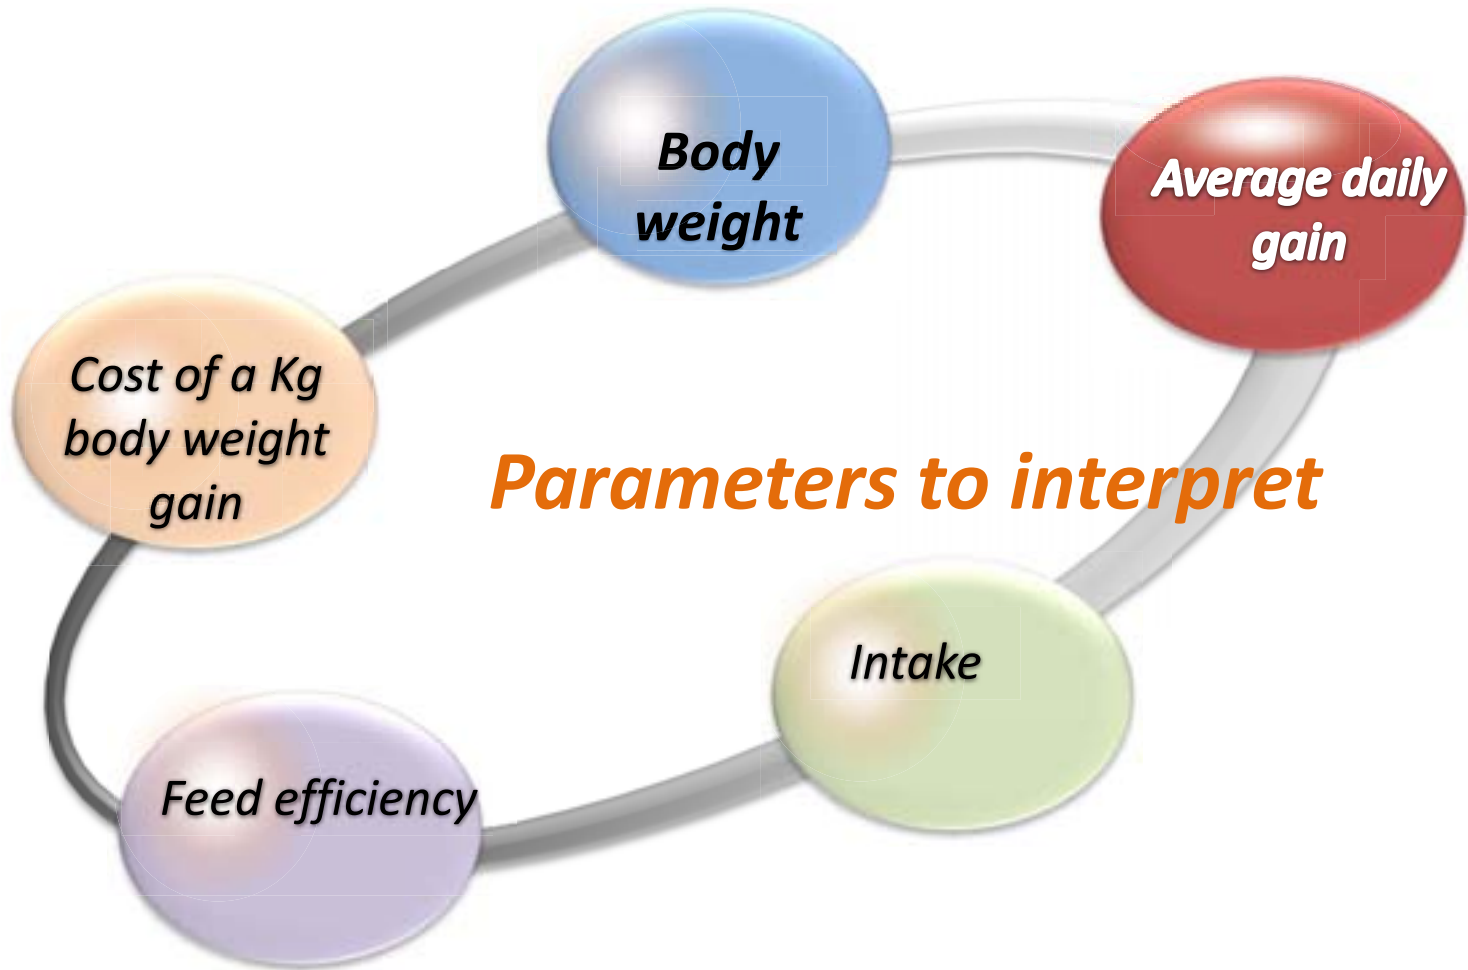 Body
weight
Average daily
gain
Cost of a Kg
body weight
gain
Parameters to interpret
Intake
Feed efficiency